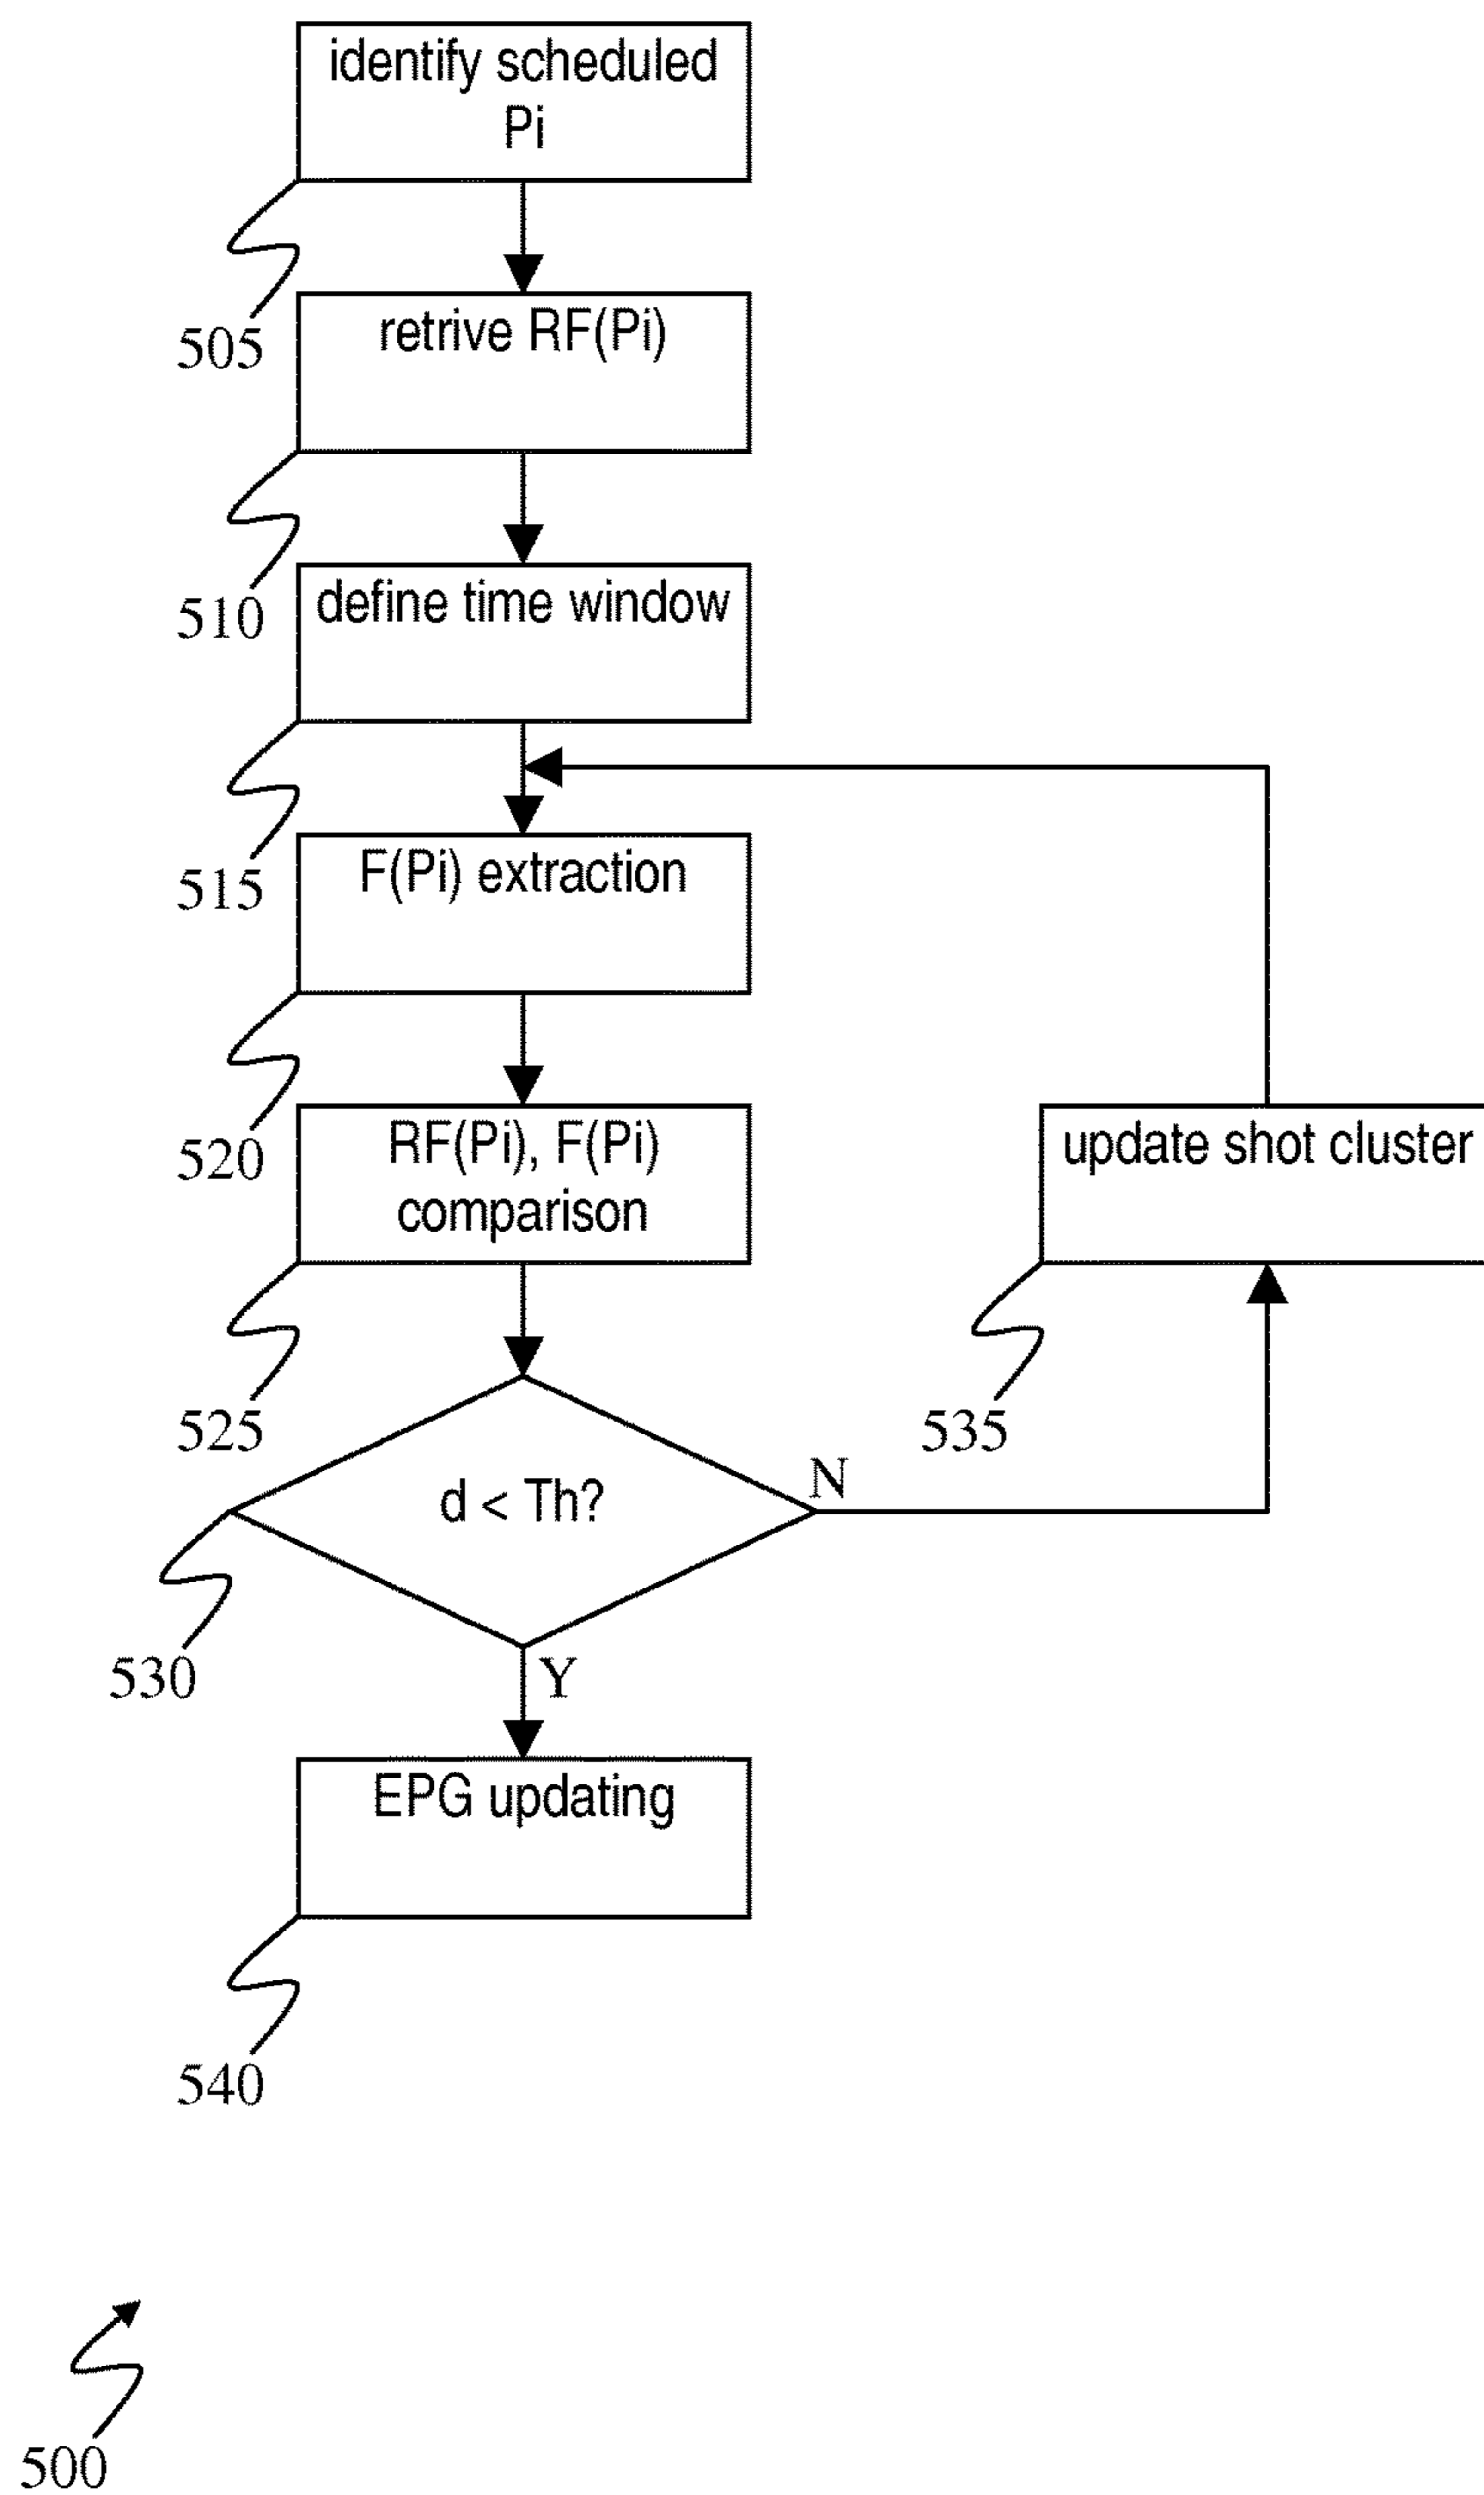 identify scheduled
Pi
505
retrive RF(Pi)
510
define time window
515
F(Pi) extraction
520
RF(Pi), F(Pi)
comparison
525
update shot cluster
535
d < Th?
N
530
Y
EPG updating
540
500